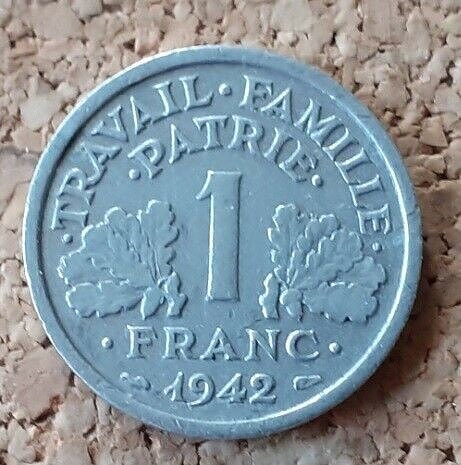 ·TRAVAIL·FAMILLE·
·PATRIE·
1
·FRANC·
1942